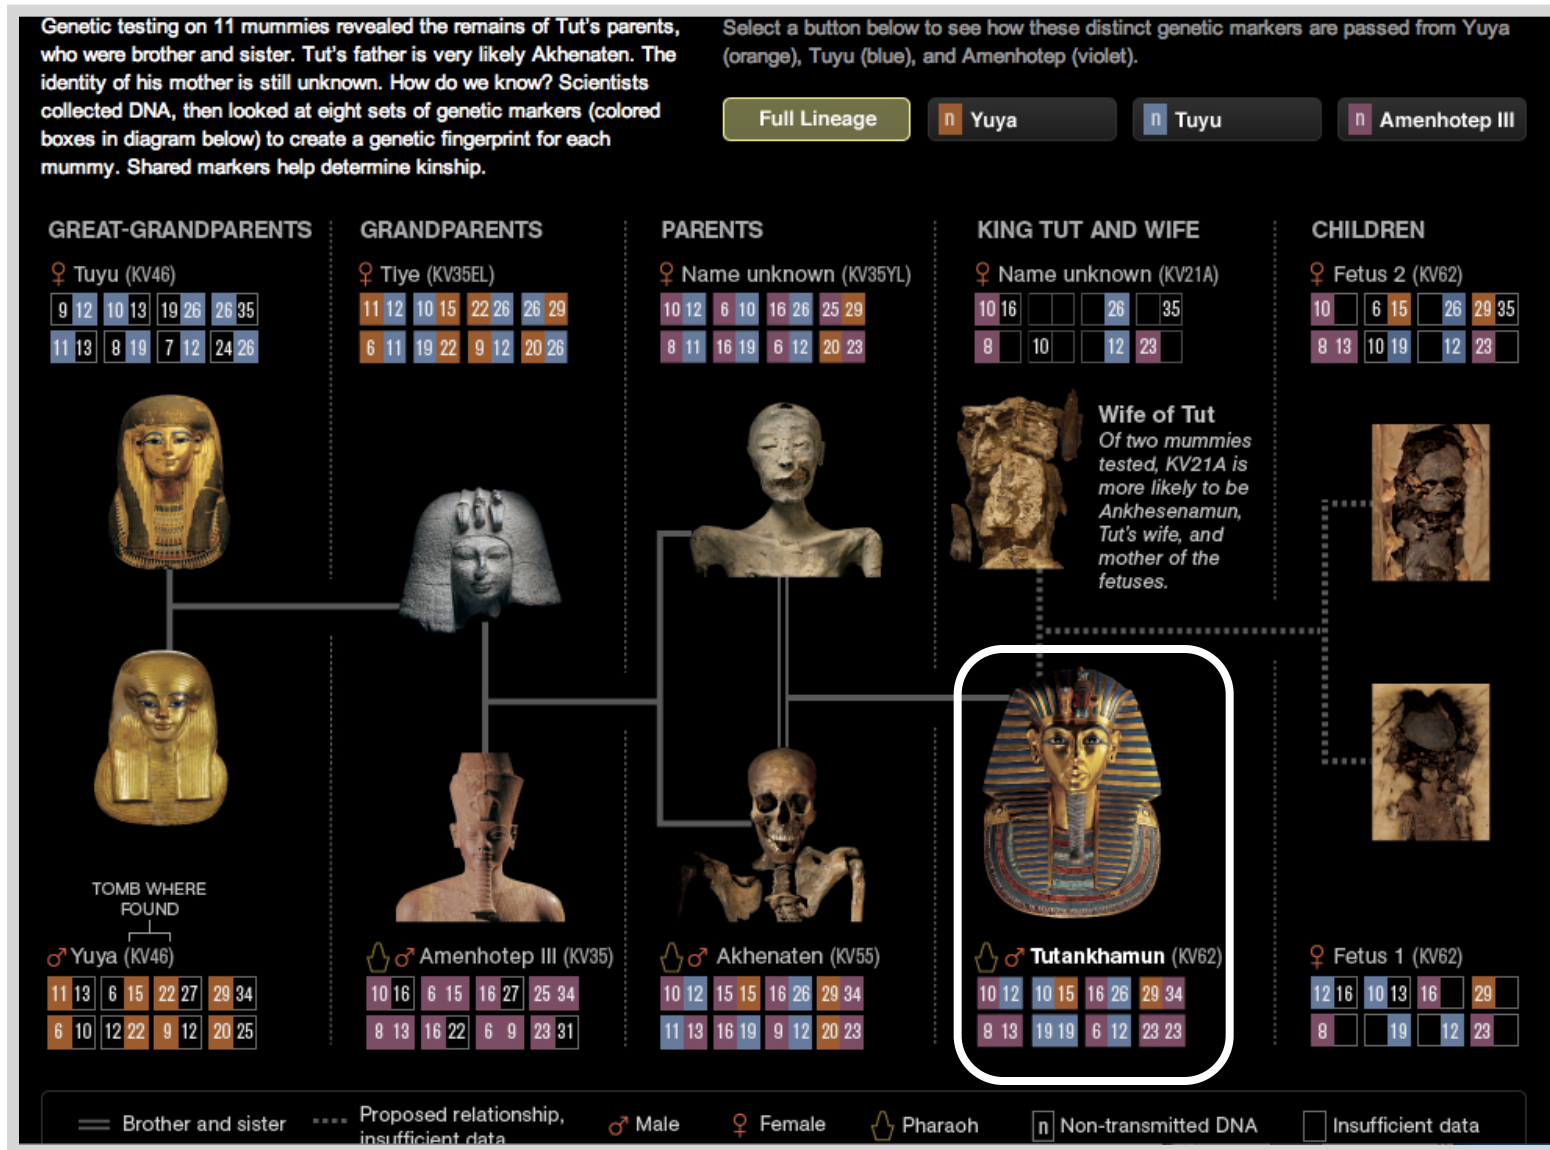 Genetic testing on 11 mummies revealed the remains of Tut's parents,
who were brother and sister. Tut's father is very likely Akhenaten. The
identity of his mother is still unknown. How do we know? Scientists
collected DNA, then looked at eight sets of genetic markers (colored
boxes in diagram below) to create a genetic fingerprint for each
mummy. Shared markers help determine kinship.
Select a button below to see how these distinct genetic markers are passed from Yuya
(orange), Tuyu (blue), and Amenhotep (violet).
Full Lineage
n Yuya
n Tuyu
n Amenhotep III
GREAT-GRANDPARENTS
GRANDPARENTS
PARENTS
KING TUT AND WIFE
CHILDREN
♀ Tuyu (KV46)
9 12 10 13 19 26 26 35
11 13 8 19 7 12 24 26
♀ Tiye (KV35EL)
11 12 10 15 22 26 26 29
6 11 19 22 9 12 20 26
♀ Name unknown (KV35YL)
10 12 6 10 16 26 25 29
8 11 16 19 6 12 20 23
♀ Name unknown (KV21A)
10 16 26 35
8 10 12 23
♀ Fetus 2 (KV62)
10 6 15 26 29 35
8 13 10 19 12 23
Wife of Tut
Of two mummies
tested, KV21A is
more likely to be
Ankhesenamun,
Tut's wife, and
mother of the
fetuses.
TOMB WHERE
FOUND
♂ Yuya (KV46)
11 13 6 15 22 27 29 34
6 10 12 22 9 12 20 25
♂ Amenhotep III (KV35)
10 16 6 15 16 27 25 34
8 13 16 22 6 9 23 31
♂ Akhenaten (KV55)
10 12 15 15 16 26 29 34
11 13 16 19 9 12 20 23
♂ Tutankhamun (KV62)
10 12 10 15 16 26 29 34
8 13 19 19 6 12 23 23
♀ Fetus 1 (KV62)
12 16 10 13 16 29
8 19 12 23
Brother and sister
Proposed relationship,
insufficient data
♂ Male
♀ Female
Pharaoh
n Non-transmitted DNA
Insufficient data